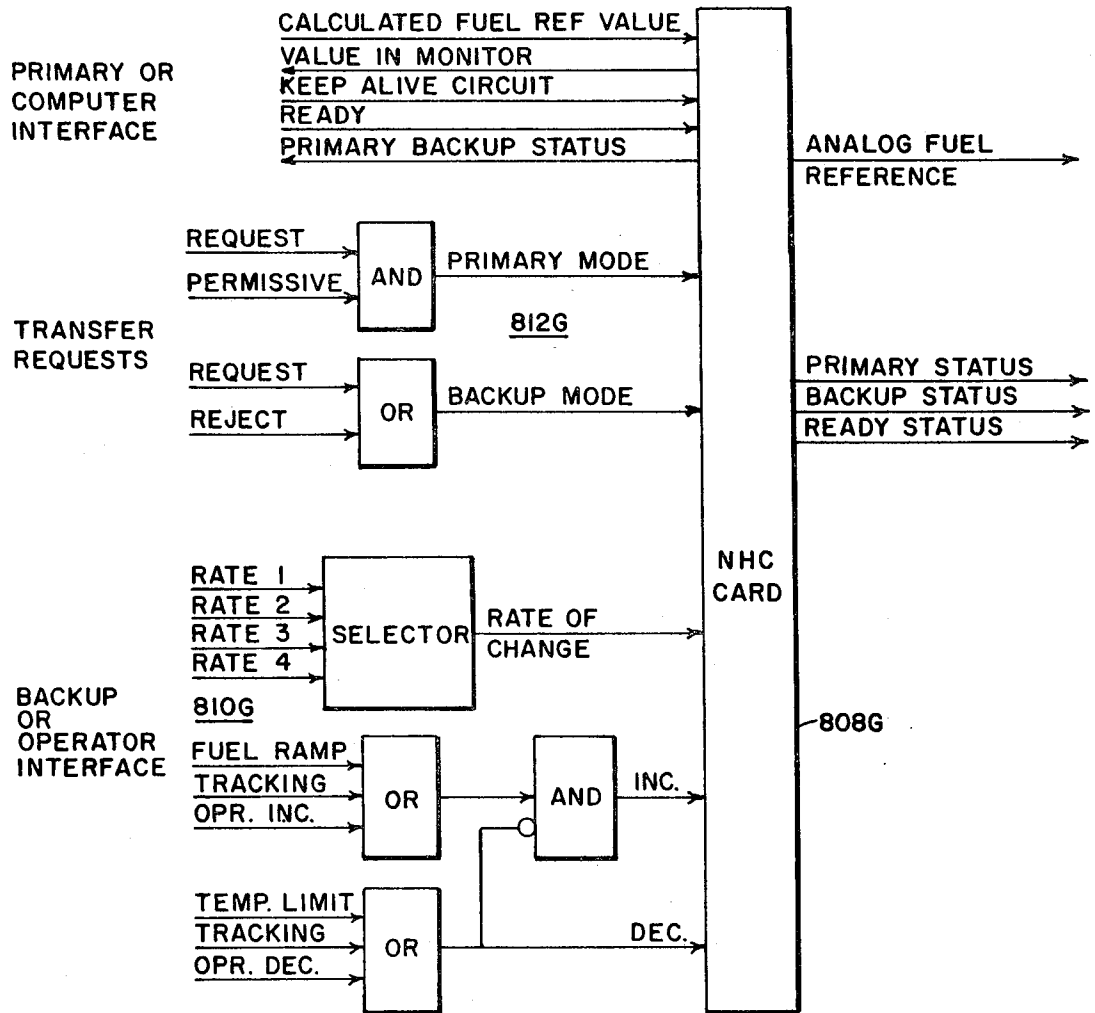 CALCULATED FUEL REF VALUE
VALUE IN MONITOR
KEEP ALIVE CIRCUIT
READY
PRIMARY BACKUP STATUS
PRIMARY OR
COMPUTER
INTERFACE
ANALOG FUEL
REFERENCE
REQUEST
PERMISSIVE
AND
PRIMARY MODE
812G
TRANSFER
REQUESTS
REQUEST
REJECT
OR
BACKUP MODE
PRIMARY STATUS
BACKUP STATUS
READY STATUS
NHC
CARD
RATE 1
RATE 2
RATE 3
RATE 4
SELECTOR
RATE OF
CHANGE
810G
BACKUP
OR
OPERATOR
INTERFACE
808G
FUEL RAMP
TRACKING
OPR. INC.
OR
AND
INC.
TEMP. LIMIT
TRACKING
OPR. DEC.
OR
DEC.